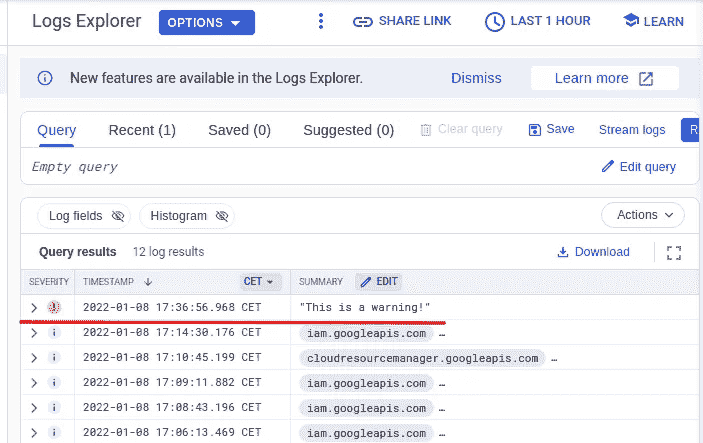 Logs Explorer OPTIONS SHARE LINK LAST 1 HOUR LEARN
New features are available in the Logs Explorer. Dismiss Learn more
Query Recent (1) Saved (0) Suggested (0) Clear query Save Stream logs R
Empty query Edit query
Log fields Histogram Actions
Query results 12 log results Download
SEVERITY TIMESTAMP CET SUMMARY EDIT
2022-01-08 17:36:56.968 CET "This is a warning!"
2022-01-08 17:14:30.176 CET iam.googleapis.com …
2022-01-08 17:10:45.199 CET cloudresourcemanager.googleapis.com …
2022-01-08 17:09:11.882 CET iam.googleapis.com …
2022-01-08 17:08:43.196 CET iam.googleapis.com …
2022-01-08 17:06:13.469 CET iam.googleapis.com …